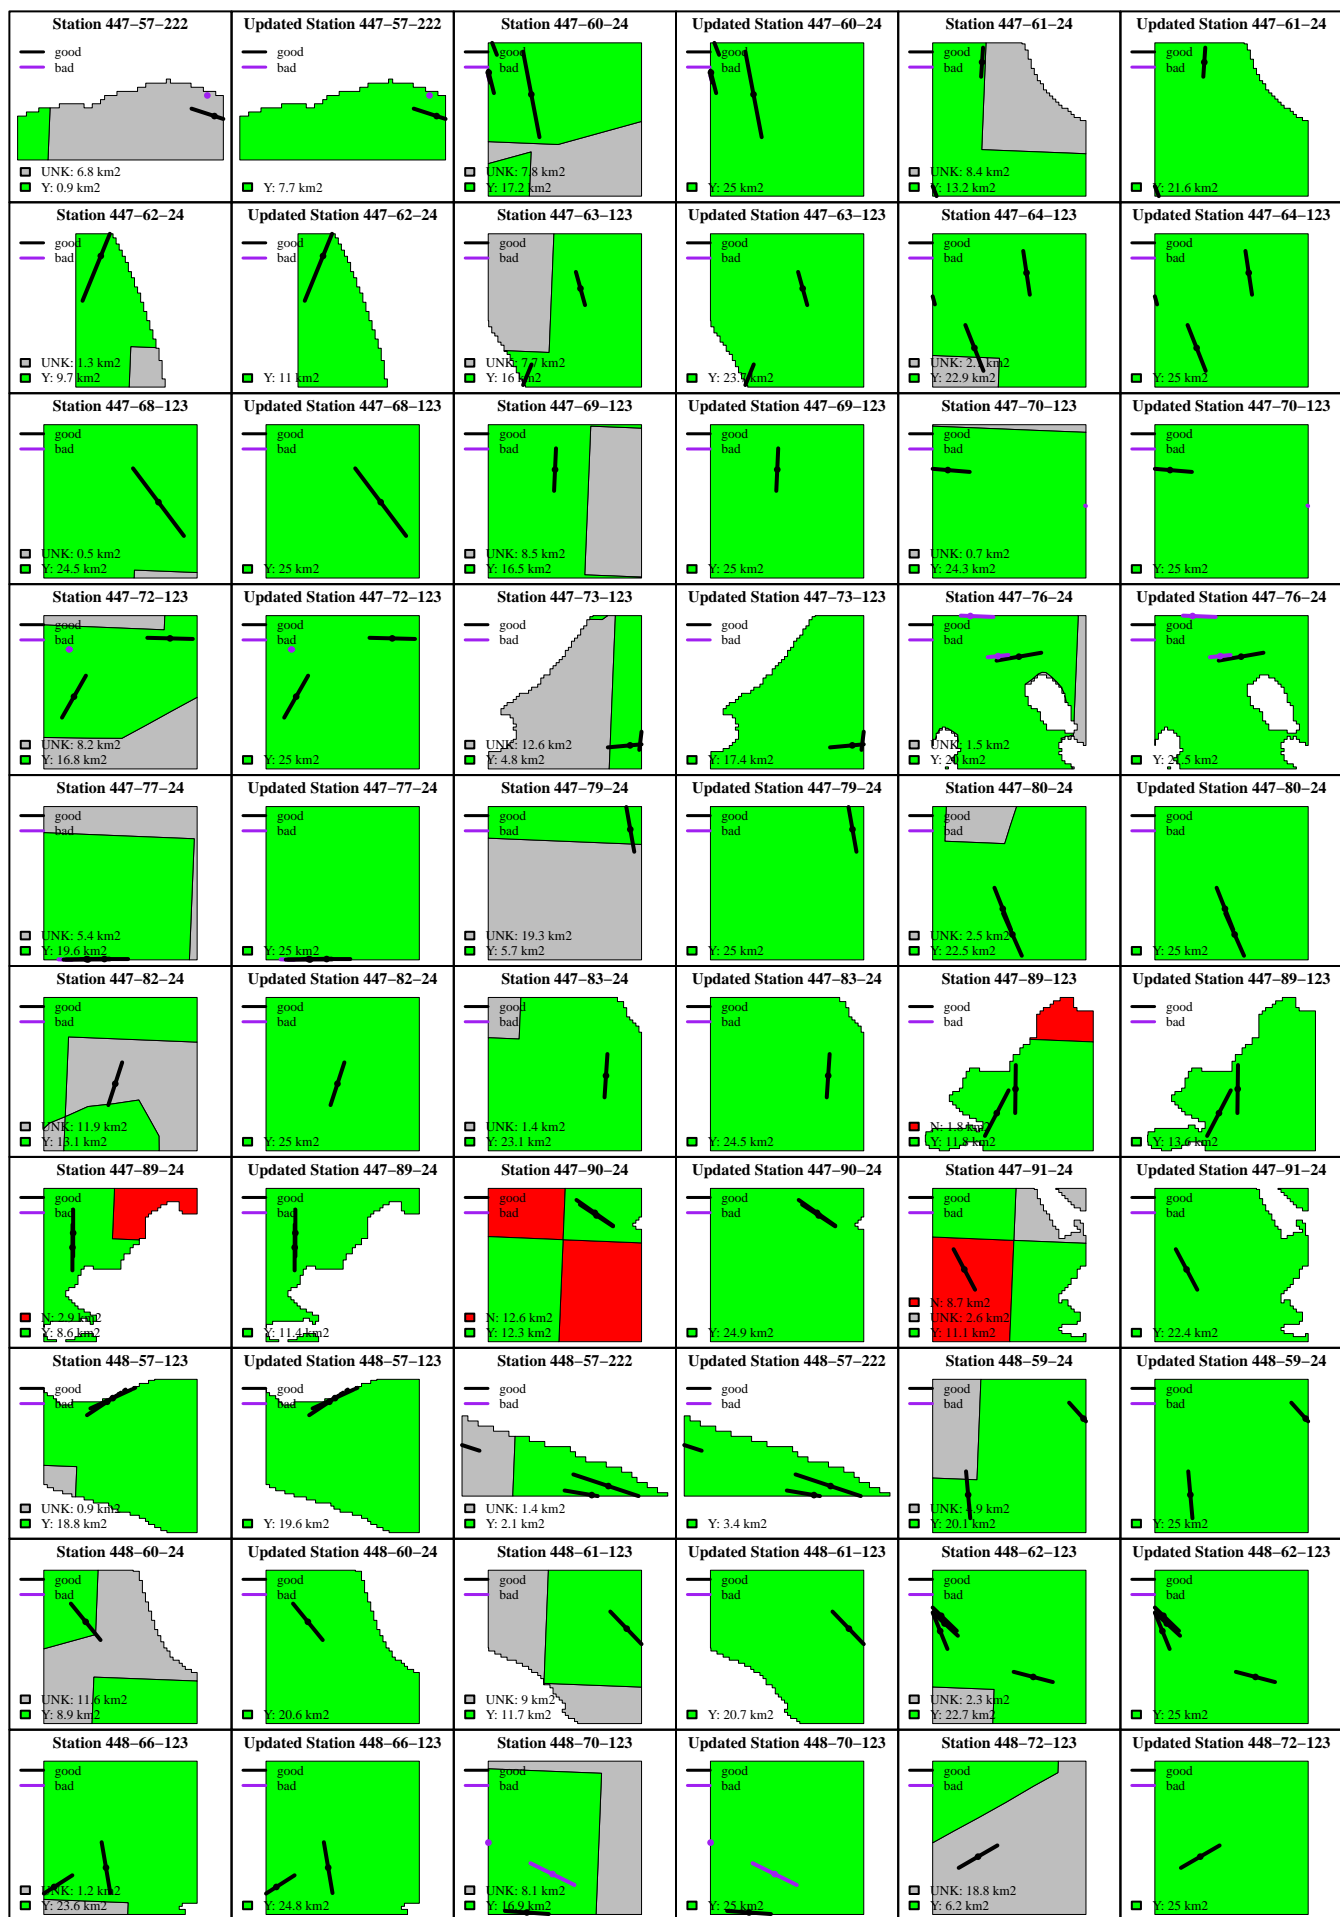 Station 447−57−222
good
bad
UNK: 6.8 km2
Y: 0.9 km2
Updated Station 447−57−222
good
bad
Y: 7.7 km2
Station 447−60−24
good
bad
UNK: 7.8 km2
Y: 17.2 km2
Updated Station 447−60−24
good
bad
Y: 25 km2
Station 447−61−24
good
bad
UNK: 8.4 km2
Y: 13.2 km2
Updated Station 447−61−24
good
bad
Y: 21.6 km2
Station 447−62−24
good
bad
UNK: 1.3 km2
Y: 9.7 km2
Updated Station 447−62−24
good
bad
Y: 11 km2
Station 447−63−123
good
bad
UNK: 7.7 km2
Y: 16 km2
Updated Station 447−63−123
good
bad
Y: 23.7 km2
Station 447−64−123
good
bad
UNK: 2.1 km2
Y: 22.9 km2
Updated Station 447−64−123
good
bad
Y: 25 km2
Station 447−68−123
good
bad
UNK: 0.5 km2
Y: 24.5 km2
Updated Station 447−68−123
good
bad
Y: 25 km2
Station 447−69−123
good
bad
UNK: 8.5 km2
Y: 16.5 km2
Updated Station 447−69−123
good
bad
Y: 25 km2
Station 447−70−123
good
bad
UNK: 0.7 km2
Y: 24.3 km2
Updated Station 447−70−123
good
bad
Y: 25 km2
Station 447−72−123
good
bad
UNK: 8.2 km2
Y: 16.8 km2
Updated Station 447−72−123
good
bad
Y: 25 km2
Station 447−73−123
good
bad
UNK: 12.6 km2
Y: 4.8 km2
Updated Station 447−73−123
good
bad
Y: 17.4 km2
Station 447−76−24
good
bad
UNK: 1.5 km2
Y: 20 km2
Updated Station 447−76−24
good
bad
Y: 21.5 km2
Station 447−77−24
good
bad
UNK: 5.4 km2
Y: 19.6 km2
Updated Station 447−77−24
good
bad
Y: 25 km2
Station 447−79−24
good
bad
UNK: 19.3 km2
Y: 5.7 km2
Updated Station 447−79−24
good
bad
Y: 25 km2
Station 447−80−24
good
bad
UNK: 2.5 km2
Y: 22.5 km2
Updated Station 447−80−24
good
bad
Y: 25 km2
Station 447−82−24
good
bad
UNK: 11.9 km2
Y: 13.1 km2
Updated Station 447−82−24
good
bad
Y: 25 km2
Station 447−83−24
good
bad
UNK: 1.4 km2
Y: 23.1 km2
Updated Station 447−83−24
good
bad
Y: 24.5 km2
Station 447−89−123
good
bad
N: 1.8 km2
Y: 11.8 km2
Updated Station 447−89−123
good
bad
Y: 13.6 km2
Station 447−89−24
good
bad
N: 2.9 km2
Y: 8.6 km2
Updated Station 447−89−24
good
bad
Y: 11.4 km2
Station 447−90−24
good
bad
N: 12.6 km2
Y: 12.3 km2
Updated Station 447−90−24
good
bad
Y: 24.9 km2
Station 447−91−24
good
bad
N: 8.7 km2
UNK: 2.6 km2
Y: 11.1 km2
Updated Station 447−91−24
good
bad
Y: 22.4 km2
Station 448−57−123
good
bad
UNK: 0.9 km2
Y: 18.8 km2
Updated Station 448−57−123
good
bad
Y: 19.6 km2
Station 448−57−222
good
bad
UNK: 1.4 km2
Y: 2.1 km2
Updated Station 448−57−222
good
bad
Y: 3.4 km2
Station 448−59−24
good
bad
UNK: 4.9 km2
Y: 20.1 km2
Updated Station 448−59−24
good
bad
Y: 25 km2
Station 448−60−24
good
bad
UNK: 11.6 km2
Y: 8.9 km2
Updated Station 448−60−24
good
bad
Y: 20.6 km2
Station 448−61−123
good
bad
UNK: 9 km2
Y: 11.7 km2
Updated Station 448−61−123
good
bad
Y: 20.7 km2
Station 448−62−123
good
bad
UNK: 2.3 km2
Y: 22.7 km2
Updated Station 448−62−123
good
bad
Y: 25 km2
Station 448−66−123
good
bad
UNK: 1.2 km2
Y: 23.6 km2
Updated Station 448−66−123
good
bad
Y: 24.8 km2
Station 448−70−123
good
bad
UNK: 8.1 km2
Y: 16.9 km2
Updated Station 448−70−123
good
bad
Y: 25 km2
Station 448−72−123
good
bad
UNK: 18.8 km2
Y: 6.2 km2
Updated Station 448−72−123
good
bad
Y: 25 km2